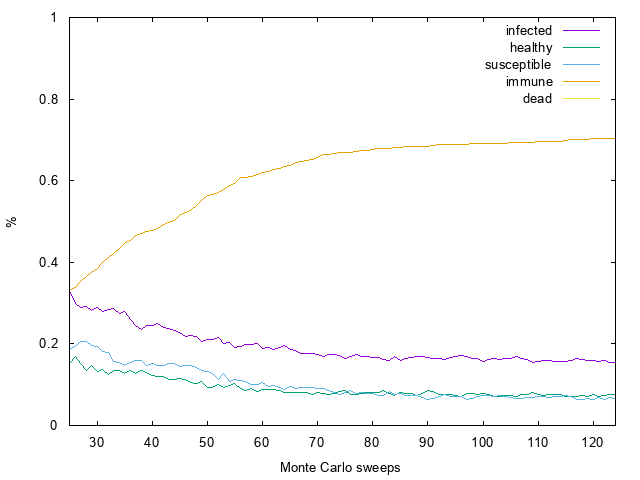 1
0.8
0.6
0.4
0.2
0
%
infected
healthy
susceptible
immune
dead
30 40 50 60 70 80 90 100 110 120
Monte Carlo sweeps